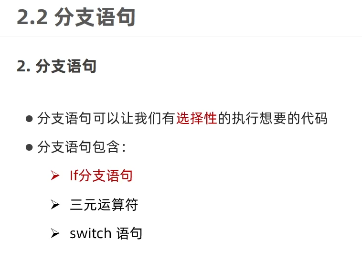 2.2 分支语句
2. 分支语句
● 分支语句可以让我们有选择性的执行想要的代码
● 分支语句包含：
➢ If分支语句
➢ 三元运算符
➢ switch 语句